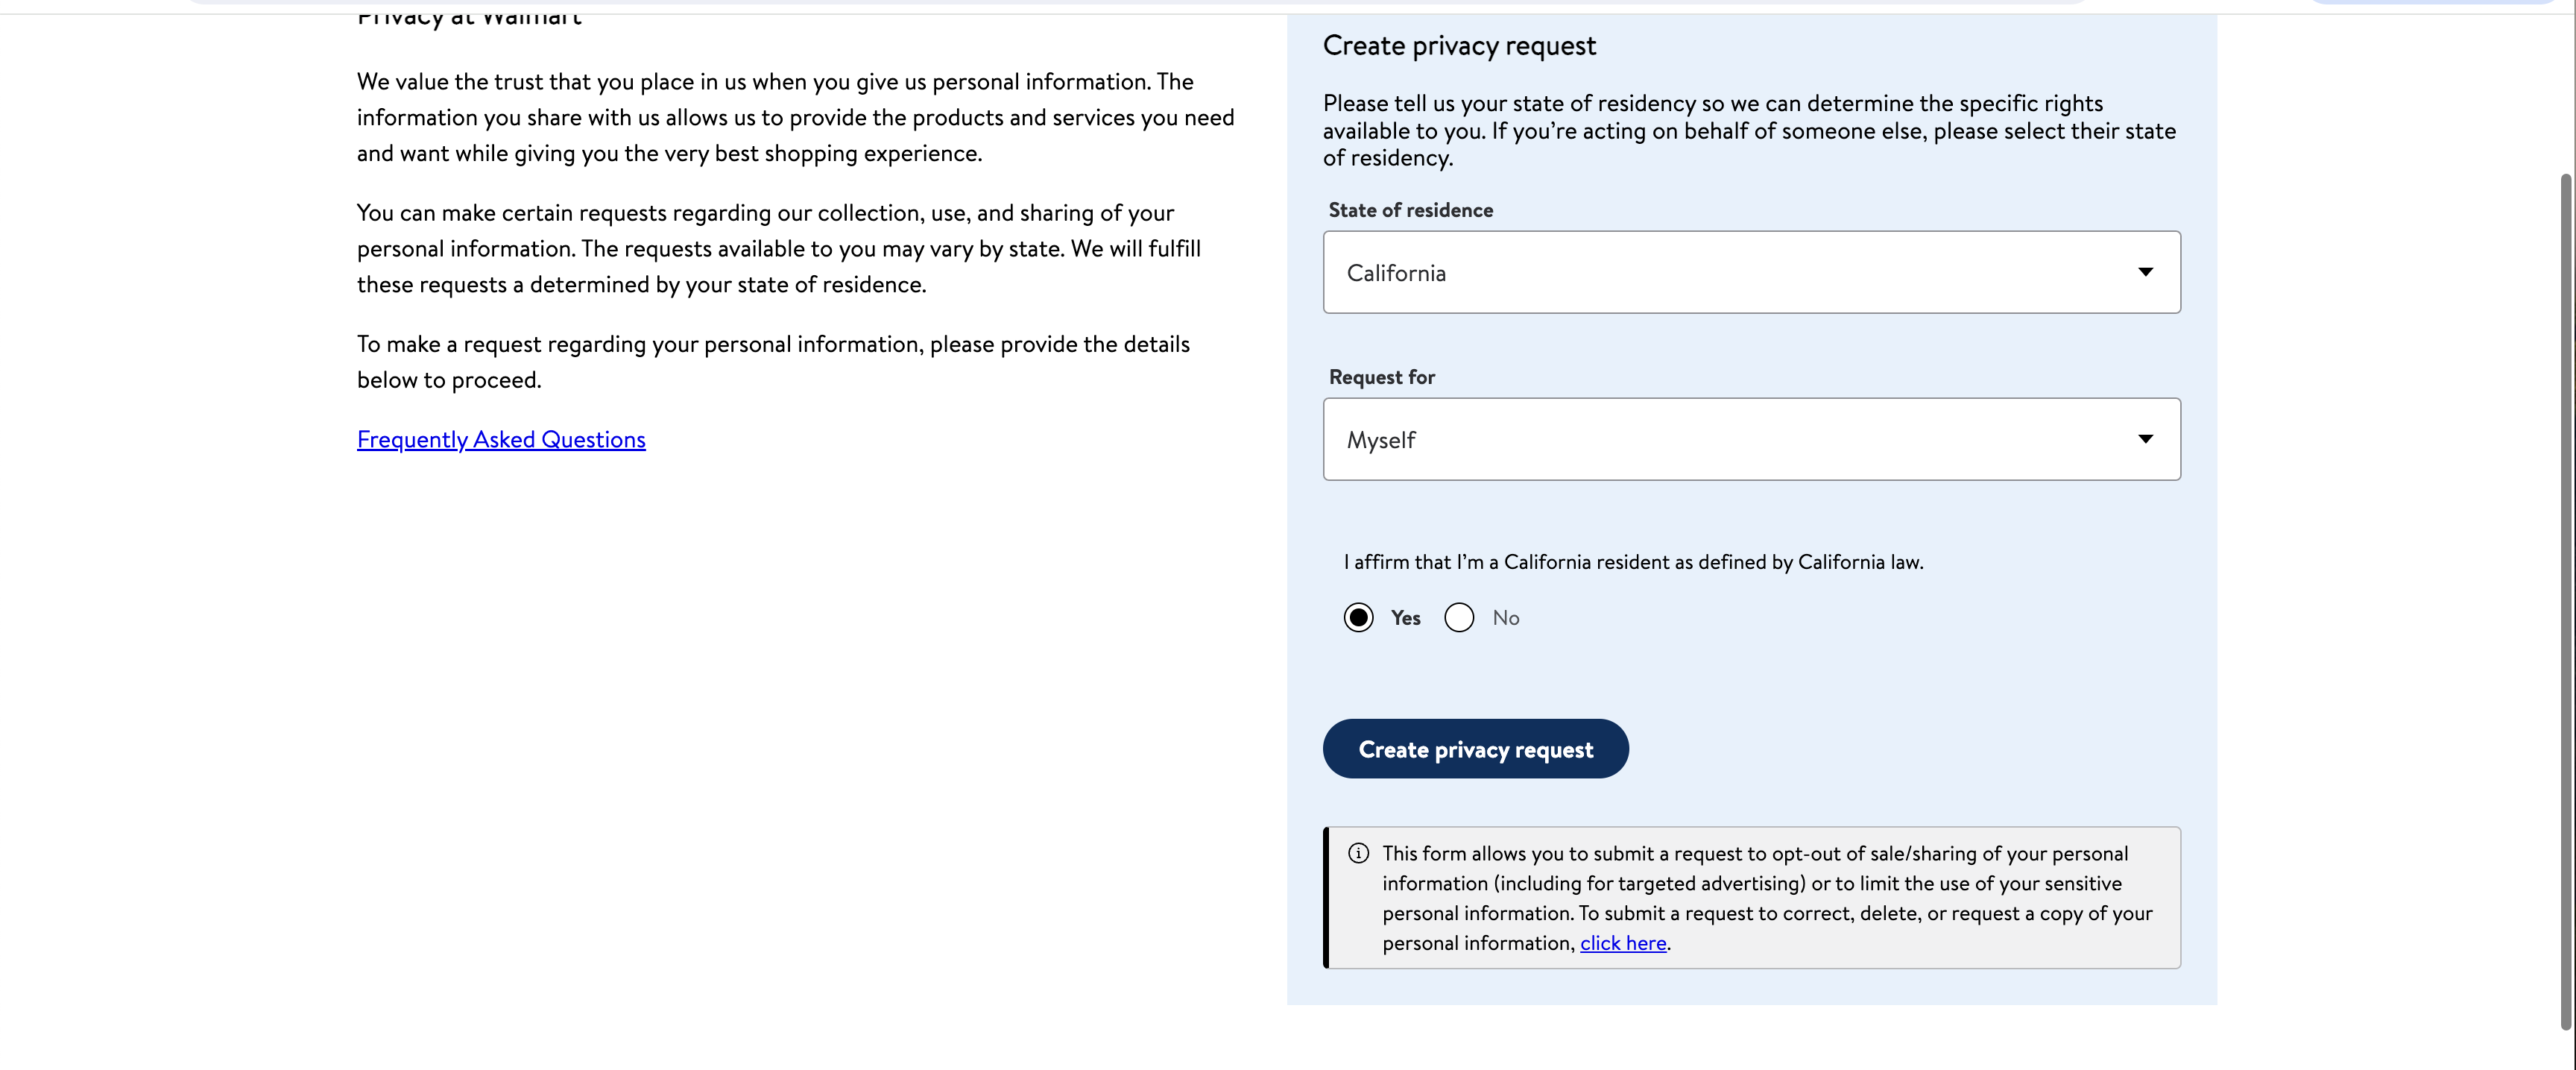 Privacy at Walmart
We value the trust that you place in us when you give us personal information. The
information you share with us allows us to provide the products and services you need
and want while giving you the very best shopping experience.
You can make certain requests regarding our collection, use, and sharing of your
personal information. The requests available to you may vary by state. We will fulfill
these requests a determined by your state of residence.
To make a request regarding your personal information, please provide the details
below to proceed.
Frequently Asked Questions
Create privacy request
Please tell us your state of residency so we can determine the specific rights
available to you. If you’re acting on behalf of someone else, please select their state
of residency.
State of residence
California
Request for
Myself
I affirm that I’m a California resident as defined by California law.
Yes No
Create privacy request
This form allows you to submit a request to opt-out of sale/sharing of your personal
information (including for targeted advertising) or to limit the use of your sensitive
personal information. To submit a request to correct, delete, or request a copy of your
personal information, click here.